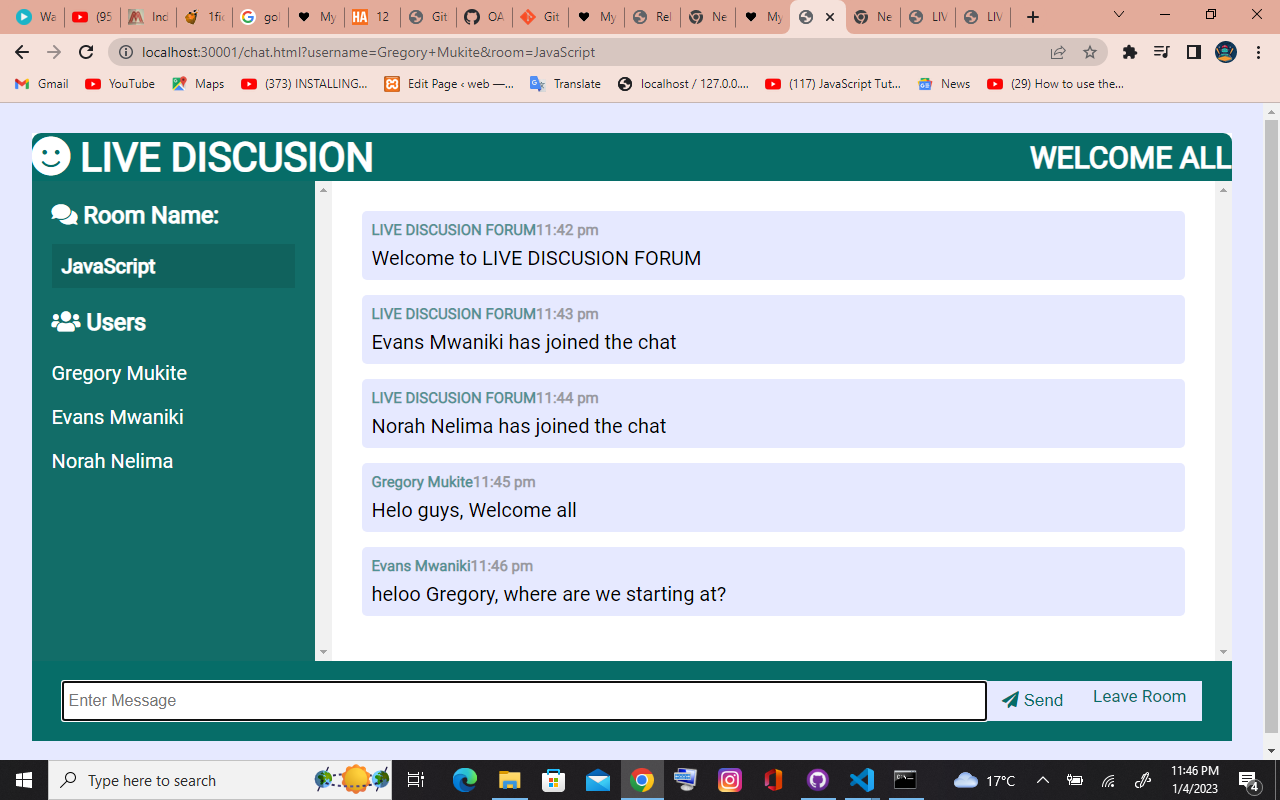 Wa
(95
Ind
1fic
gol
My
12
Git
OA
Git
My
Rel
Ne
My
Ne
LIV
LIV
localhost:30001/chat.html?username=Gregory+Mukite&room=JavaScript
Gmail
YouTube
Maps
(373) INSTALLING...
Edit Page ‹ web —...
Translate
localhost / 127.0.0....
(117) JavaScript Tut...
News
(29) How to use the...
LIVE DISCUSION
WELCOME ALL
Room Name:
JavaScript
Users
Gregory Mukite
Evans Mwaniki
Norah Nelima
LIVE DISCUSION FORUM11:42 pm
Welcome to LIVE DISCUSION FORUM
LIVE DISCUSION FORUM11:43 pm
Evans Mwaniki has joined the chat
LIVE DISCUSION FORUM11:44 pm
Norah Nelima has joined the chat
Gregory Mukite11:45 pm
Helo guys, Welcome all
Evans Mwaniki11:46 pm
heloo Gregory, where are we starting at?
Enter Message
Send
Leave Room
Type here to search
17°C
11:46 PM
1/4/2023
4